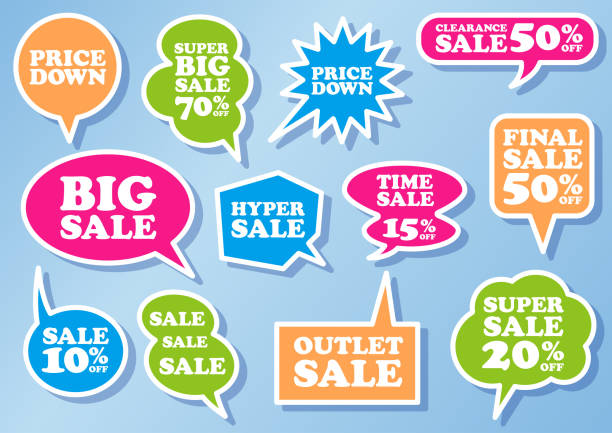 PRICE
DOWN
SUPER
BIG
SALE
70% OFF
PRICE
DOWN
CLEARANCE
SALE 50% OFF
BIG
SALE
HYPER
SALE
TIME
SALE
15% OFF
FINAL
SALE
50% OFF
SALE
10% OFF
SALE
SALE
SALE
OUTLET
SALE
SUPER
SALE
20% OFF